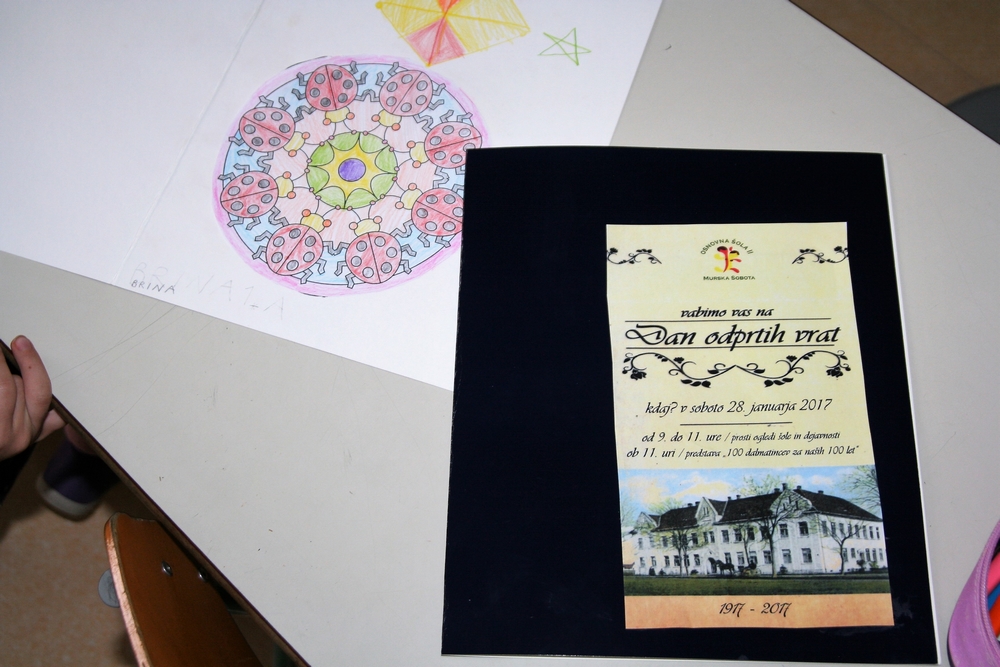 OSNOVNA ŠOLA II
MURSKA SOBOTA
vabimo vas na
Dan odprtih vrat
kdaj? v soboto 28. januarja 2017
od 9. do 11. ure / prosti ogledi šole in dejavnosti
ob 11. uri / predstava „100 dalmatincev za naših 100 let“
1917 - 2017
BRINA